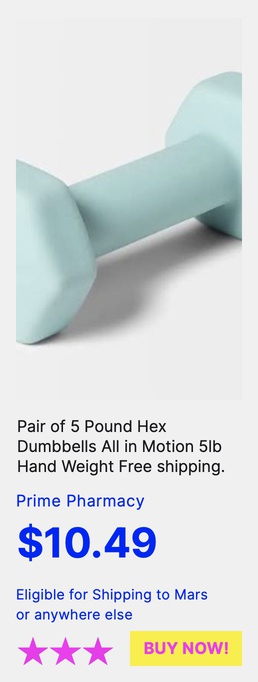 Pair of 5 Pound Hex
Dumbbells All in Motion 5lb
Hand Weight Free shipping.
Prime Pharmacy
$10.49
Eligible for Shipping to Mars
or anywhere else
BUY NOW!